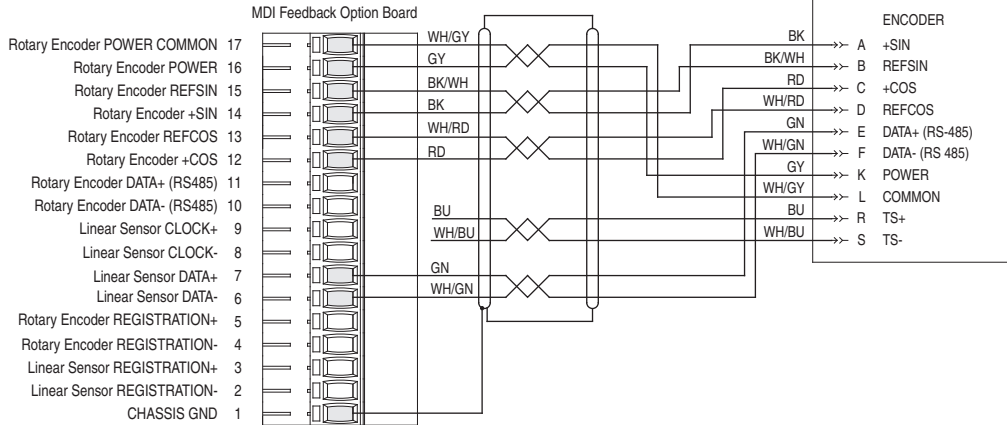 MDI Feedback Option Board
Rotary Encoder POWER COMMON 17
Rotary Encoder POWER 16
Rotary Encoder REFSIN 15
Rotary Encoder +SIN 14
Rotary Encoder REFCOS 13
Rotary Encoder +COS 12
Rotary Encoder DATA+ (RS485) 11
Rotary Encoder DATA- (RS485) 10
Linear Sensor CLOCK+ 9
Linear Sensor CLOCK- 8
Linear Sensor DATA+ 7
Linear Sensor DATA- 6
Rotary Encoder REGISTRATION+ 5
Rotary Encoder REGISTRATION- 4
Linear Sensor REGISTRATION+ 3
Linear Sensor REGISTRATION- 2
CHASSIS GND 1
WH/GY
GY
BK/WH
BK
WH/RD
RD
BU
WH/BU
GN
WH/GN
ENCODER
BK A +SIN
BK/WH B REFSIN
RD C +COS
WH/RD D REFCOS
GN E DATA+ (RS-485)
WH/GN F DATA- (RS 485)
GY K POWER
WH/GY L COMMON
BU R TS+
WH/BU S TS-